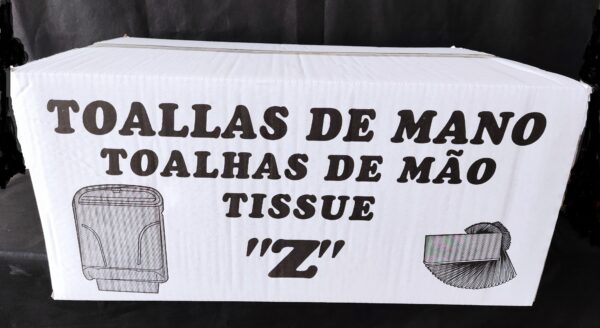 TOALLAS DE MANO
TOALHAS DE MÃO
TISSUE
"Z"